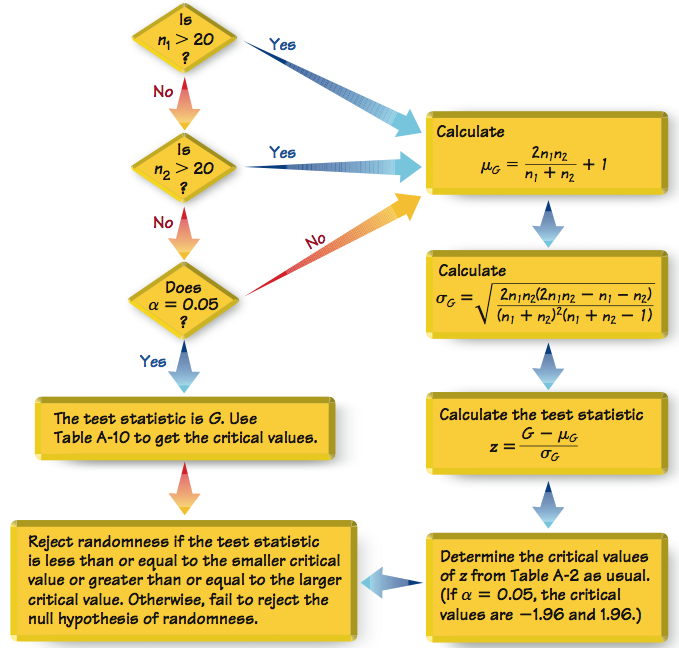 Is
n₁ > 20
?
Yes
No
Is
n₂ > 20
?
Yes
No
Does
α = 0.05
?
No
Yes
The test statistic is G. Use
Table A-10 to get the critical values.
Reject randomness if the test statistic
is less than or equal to the smaller critical
value or greater than or equal to the larger
critical value. Otherwise, fail to reject the
null hypothesis of randomness.
Calculate
μG = 2n₁n₂ / (n₁ + n₂) + 1
Calculate
σG = √( 2n₁n₂(2n₁n₂ − n₁ − n₂) / (n₁ + n₂)²(n₁ + n₂ − 1) )
Calculate the test statistic
z = (G − μG) / σG
Determine the critical values
of z from Table A-2 as usual.
(If α = 0.05, the critical
values are −1.96 and 1.96.)